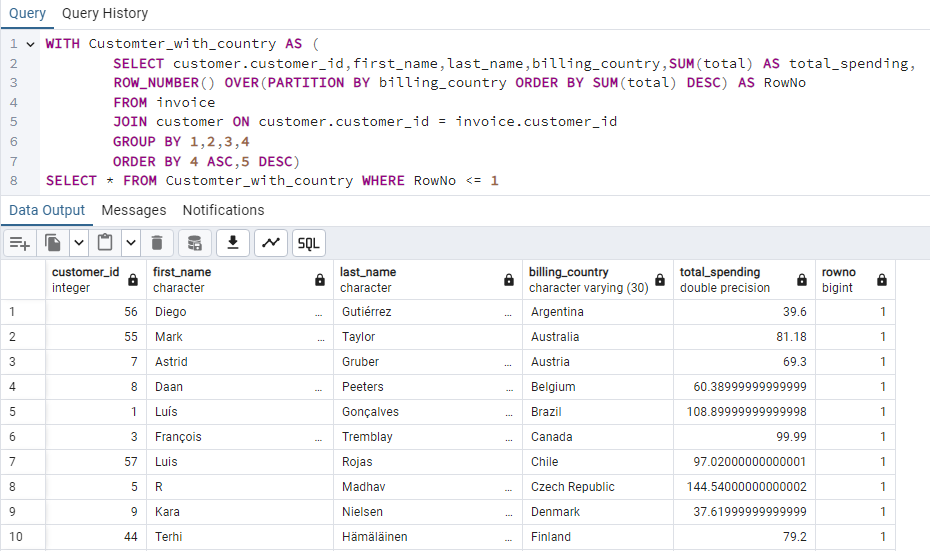 Query Query History
1 WITH Customter_with_country AS (
2 SELECT customer.customer_id,first_name,last_name,billing_country,SUM(total) AS total_spending,
3 ROW_NUMBER() OVER(PARTITION BY billing_country ORDER BY SUM(total) DESC) AS RowNo
4 FROM invoice
5 JOIN customer ON customer.customer_id = invoice.customer_id
6 GROUP BY 1,2,3,4
7 ORDER BY 4 ASC,5 DESC)
8 SELECT * FROM Customter_with_country WHERE RowNo <= 1
Data Output Messages Notifications
SQL
customer_id first_name last_name billing_country total_spending rowno
integer character character character varying (30) double precision bigint
1 56 Diego ... Gutiérrez ... Argentina 39.6 1
2 55 Mark ... Taylor Australia 81.18 1
3 7 Astrid Gruber ... Austria 69.3 1
4 8 Daan ... Peeters ... Belgium 60.38999999999999 1
5 1 Luís Gonçalves ... Brazil 108.89999999999998 1
6 3 François ... Tremblay ... Canada 99.99 1
7 57 Luis Rojas Chile 97.02000000000001 1
8 5 R Madhav ... Czech Republic 144.54000000000002 1
9 9 Kara Nielsen ... Denmark 37.61999999999999 1
10 44 Terhi Hämäläinen ... Finland 79.2 1